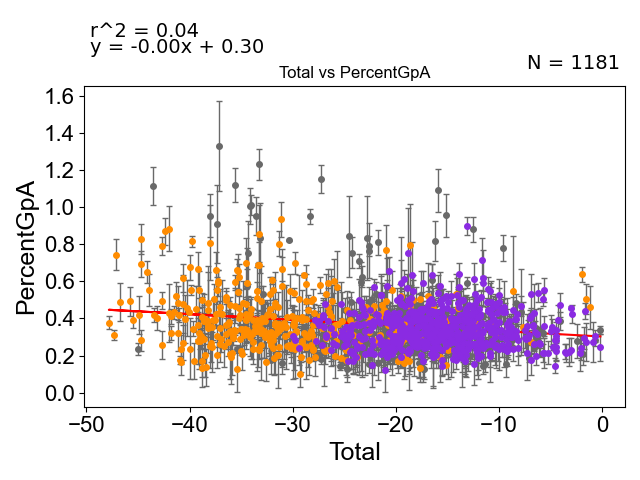 r^2 = 0.04
y = -0.00x + 0.30
N = 1181
Total vs PercentGpA
1.6
1.4
1.2
1.0
0.8
0.6
0.4
0.2
0.0
PercentGpA
−50 −40 −30 −20 −10 0
Total